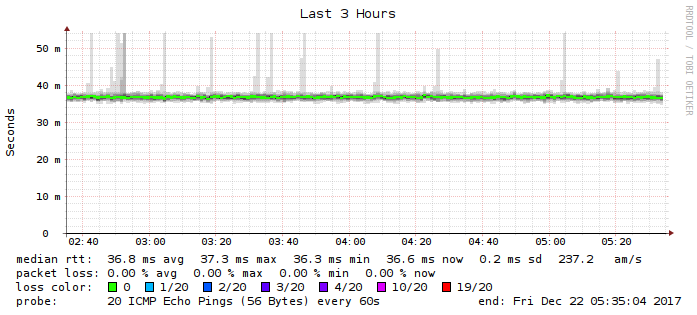 Last 3 Hours
RRDTOOL / TOBI OETIKER
Seconds
50 m
40 m
30 m
20 m
10 m
0
02:40 03:00 03:20 03:40 04:00 04:20 04:40 05:00 05:20
median rtt: 36.8 ms avg 37.3 ms max 36.3 ms min 36.6 ms now 0.2 ms sd 237.2 am/s
packet loss: 0.00 % avg 0.00 % max 0.00 % min 0.00 % now
loss color: 0 1/20 2/20 3/20 4/20 10/20 19/20
probe: 20 ICMP Echo Pings (56 Bytes) every 60s end: Fri Dec 22 05:35:04 2017